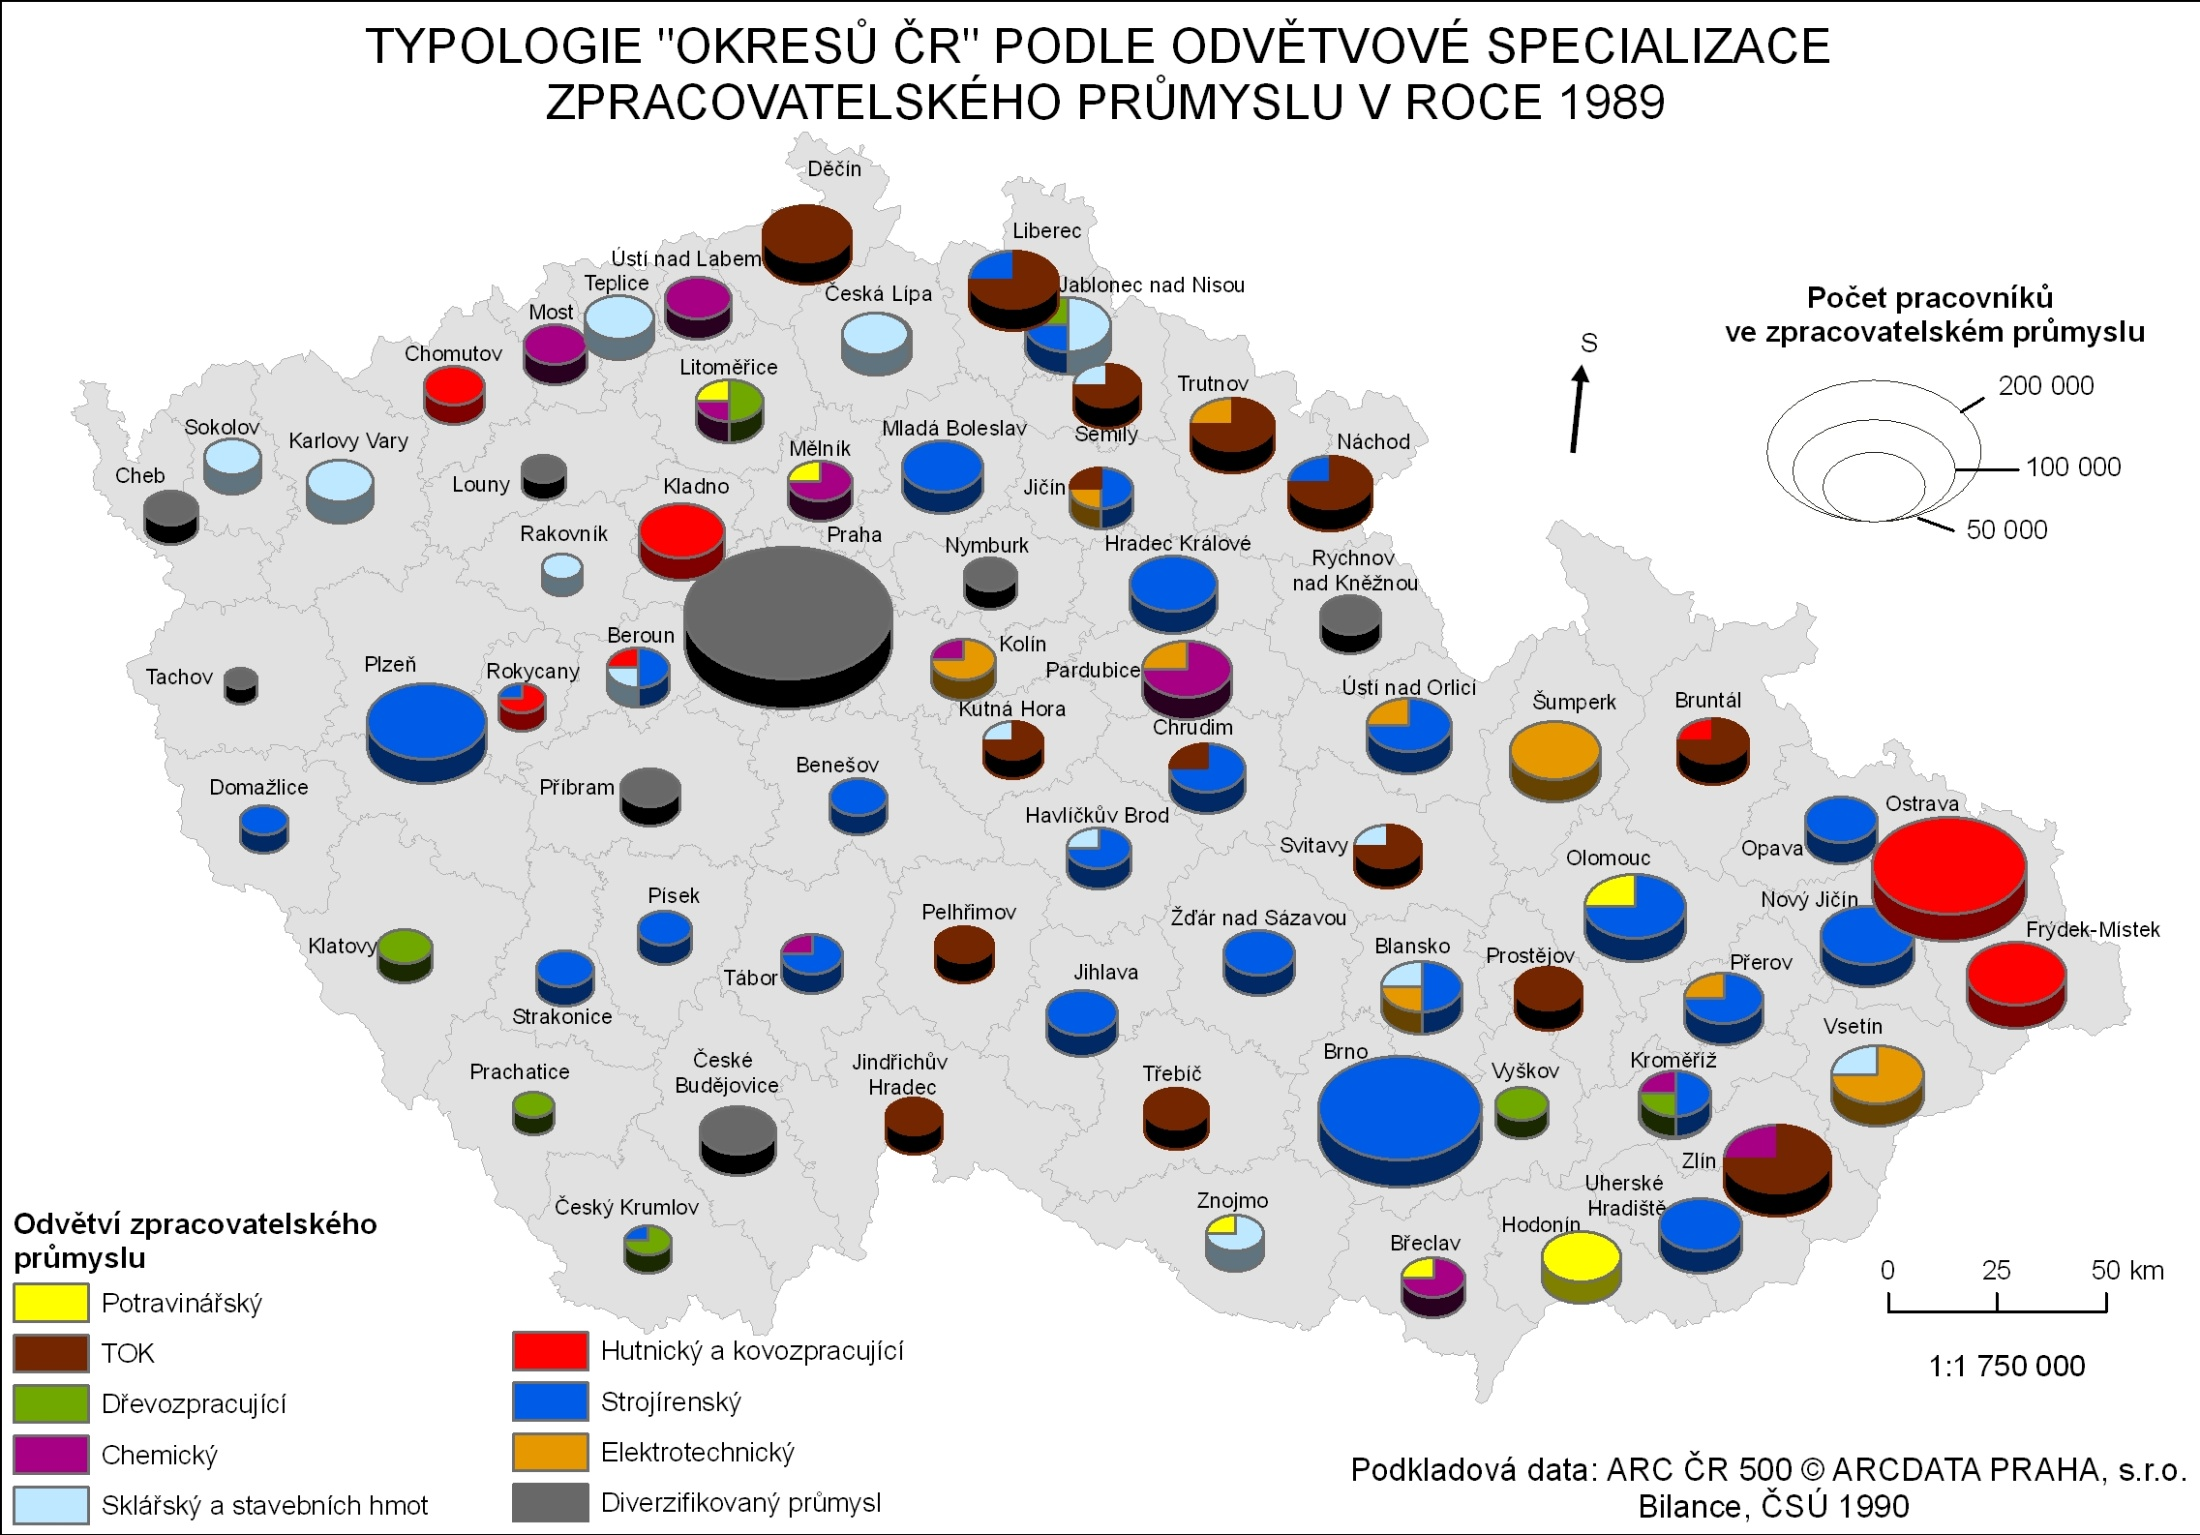 TYPOLOGIE "OKRESŮ ČR" PODLE ODVĚTVOVÉ SPECIALIZACE
ZPRACOVATELSKÉHO PRŮMYSLU V ROCE 1989
Děčín
Liberec
Ústí nad Labem
Teplice
Jablonec nad Nisou
Česká Lípa
Most
Chomutov
Litoměřice
Trutnov
Semily
Sokolov
Karlovy Vary
Mladá Boleslav
Náchod
Mělník
Cheb
Louny
Kladno
Jičín
Rakovník
Praha
Nymburk
Hradec Králové
Rychnov
nad Kněžnou
Beroun
Kolín
Tachov
Plzeň
Rokycany
Pardubice
Ústí nad Orlicí
Šumperk
Bruntál
Kutná Hora
Chrudim
Domažlice
Příbram
Benešov
Havlíčkův Brod
Ostrava
Svitavy
Opava
Olomouc
Písek
Nový Jičín
Klatovy
Pelhřimov
Žďár nad Sázavou
Frýdek-Místek
Blansko
Prostějov
Přerov
Tábor
Jihlava
Strakonice
Vsetín
Prachatice
České
Budějovice
Jindřichův
Hradec
Třebíč
Brno
Vyškov
Kroměříž
Zlín
Uherské
Hradiště
Český Krumlov
Znojmo
Hodonín
Břeclav
Počet pracovníků
ve zpracovatelském průmyslu
200 000
100 000
50 000
S
Odvětví zpracovatelského
průmyslu
Potravinářský
TOK
Dřevozpracující
Chemický
Sklářský a stavebních hmot
Hutnický a kovozpracující
Strojírenský
Elektrotechnický
Diverzifikovaný průmysl
0 25 50 km
1:1 750 000
Podkladová data: ARC ČR 500 © ARCDATA PRAHA, s.r.o.
Bilance, ČSÚ 1990